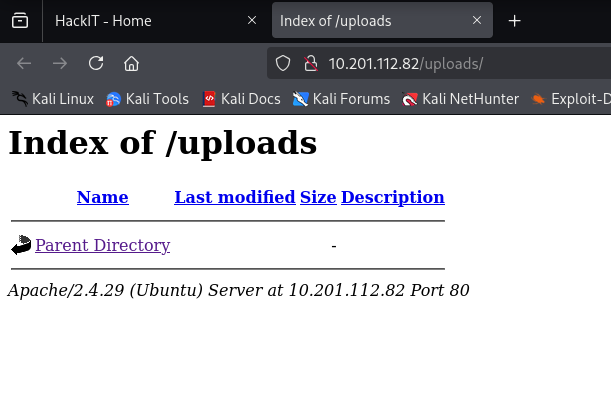 HackIT - Home
Index of /uploads
10.201.112.82/uploads/
Kali Linux Kali Tools Kali Docs Kali Forums Kali NetHunter Exploit-D
Index of /uploads
Name Last modified Size Description
Parent Directory -
Apache/2.4.29 (Ubuntu) Server at 10.201.112.82 Port 80